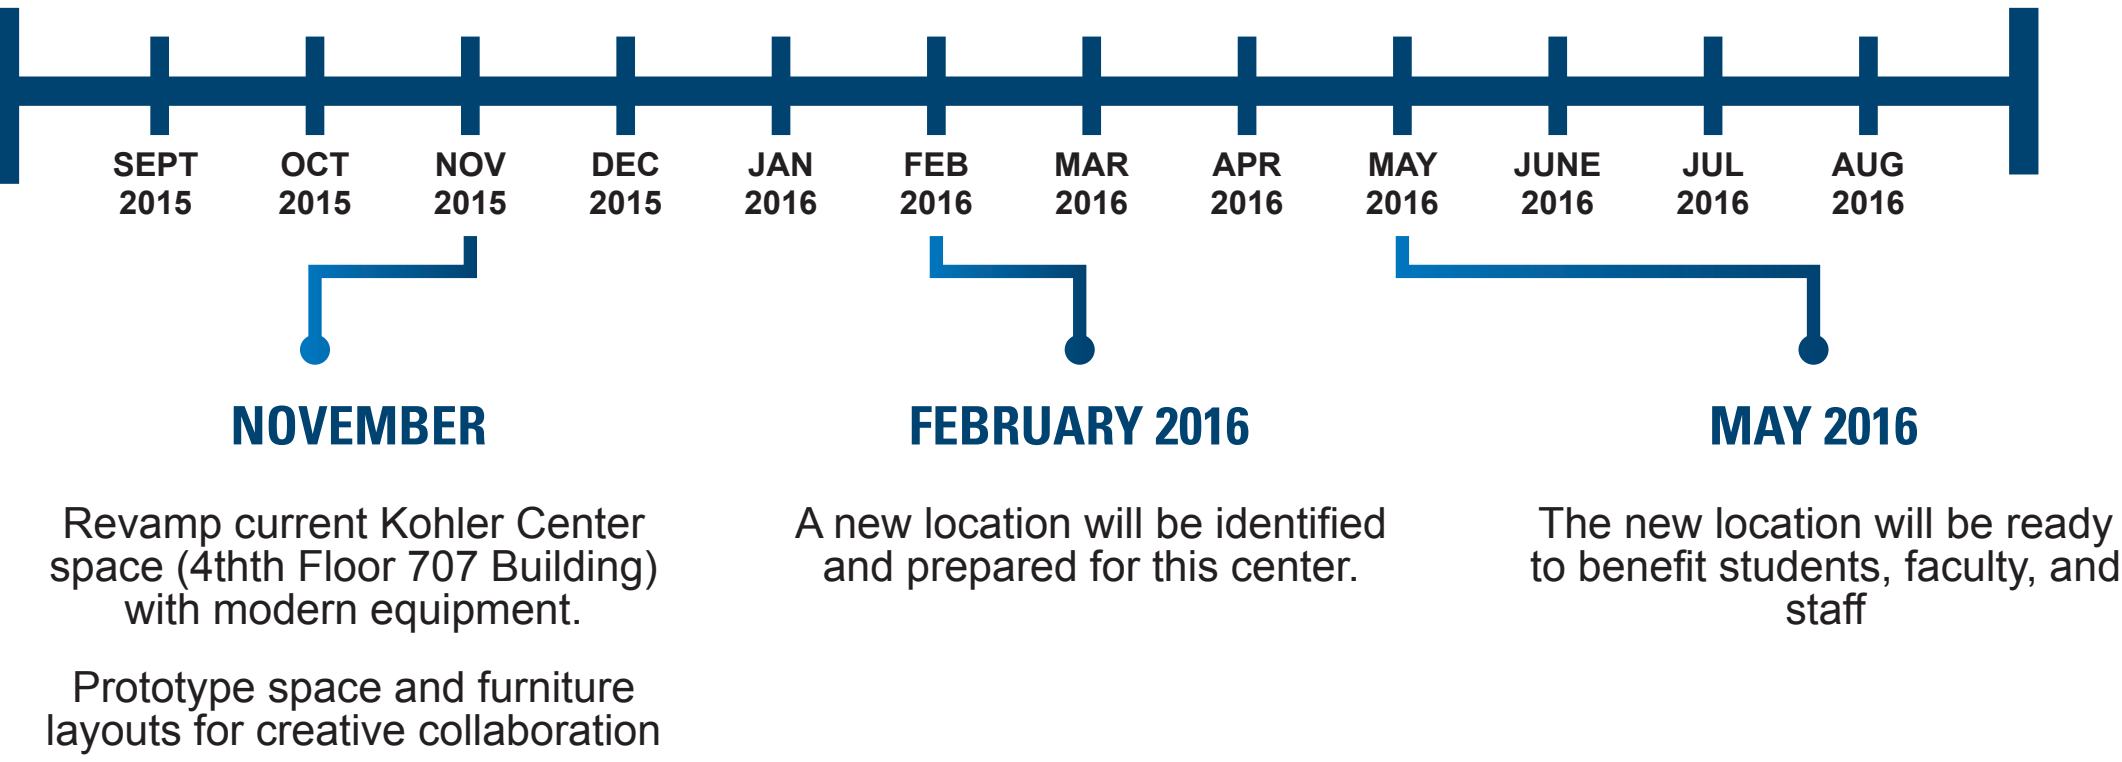 SEPT 2015
OCT 2015
NOV 2015
DEC 2015
JAN 2016
FEB 2016
MAR 2016
APR 2016
MAY 2016
JUNE 2016
JUL 2016
AUG 2016
NOVEMBER
Revamp current Kohler Center
space (4thth Floor 707 Building)
with modern equipment.
Prototype space and furniture
layouts for creative collaboration
FEBRUARY 2016
A new location will be identified
and prepared for this center.
MAY 2016
The new location will be ready
to benefit students, faculty, and
staff